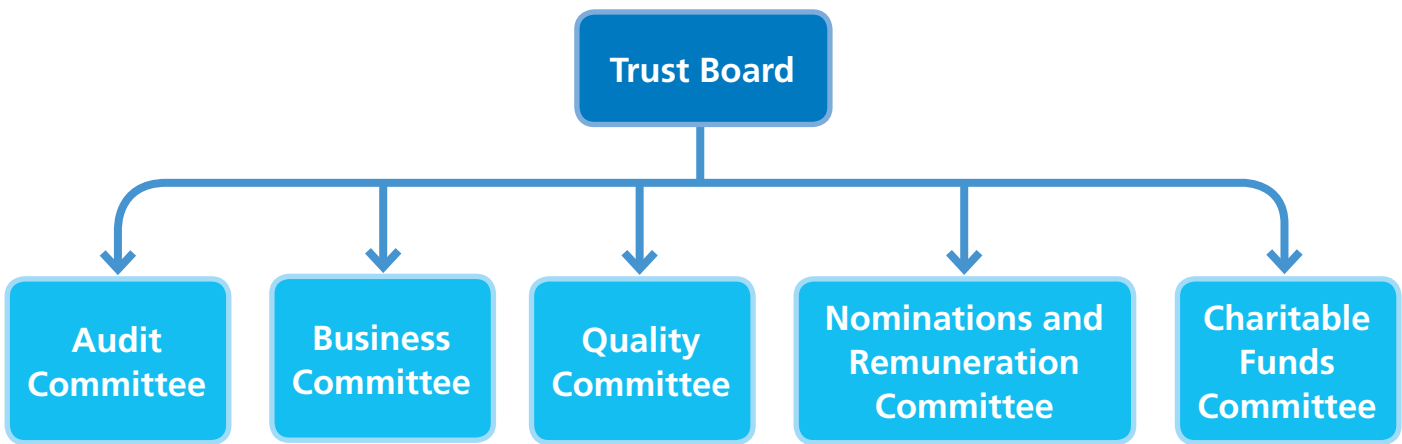 Trust Board
Audit
Committee
Business
Committee
Quality
Committee
Nominations and
Remuneration
Committee
Charitable
Funds
Committee